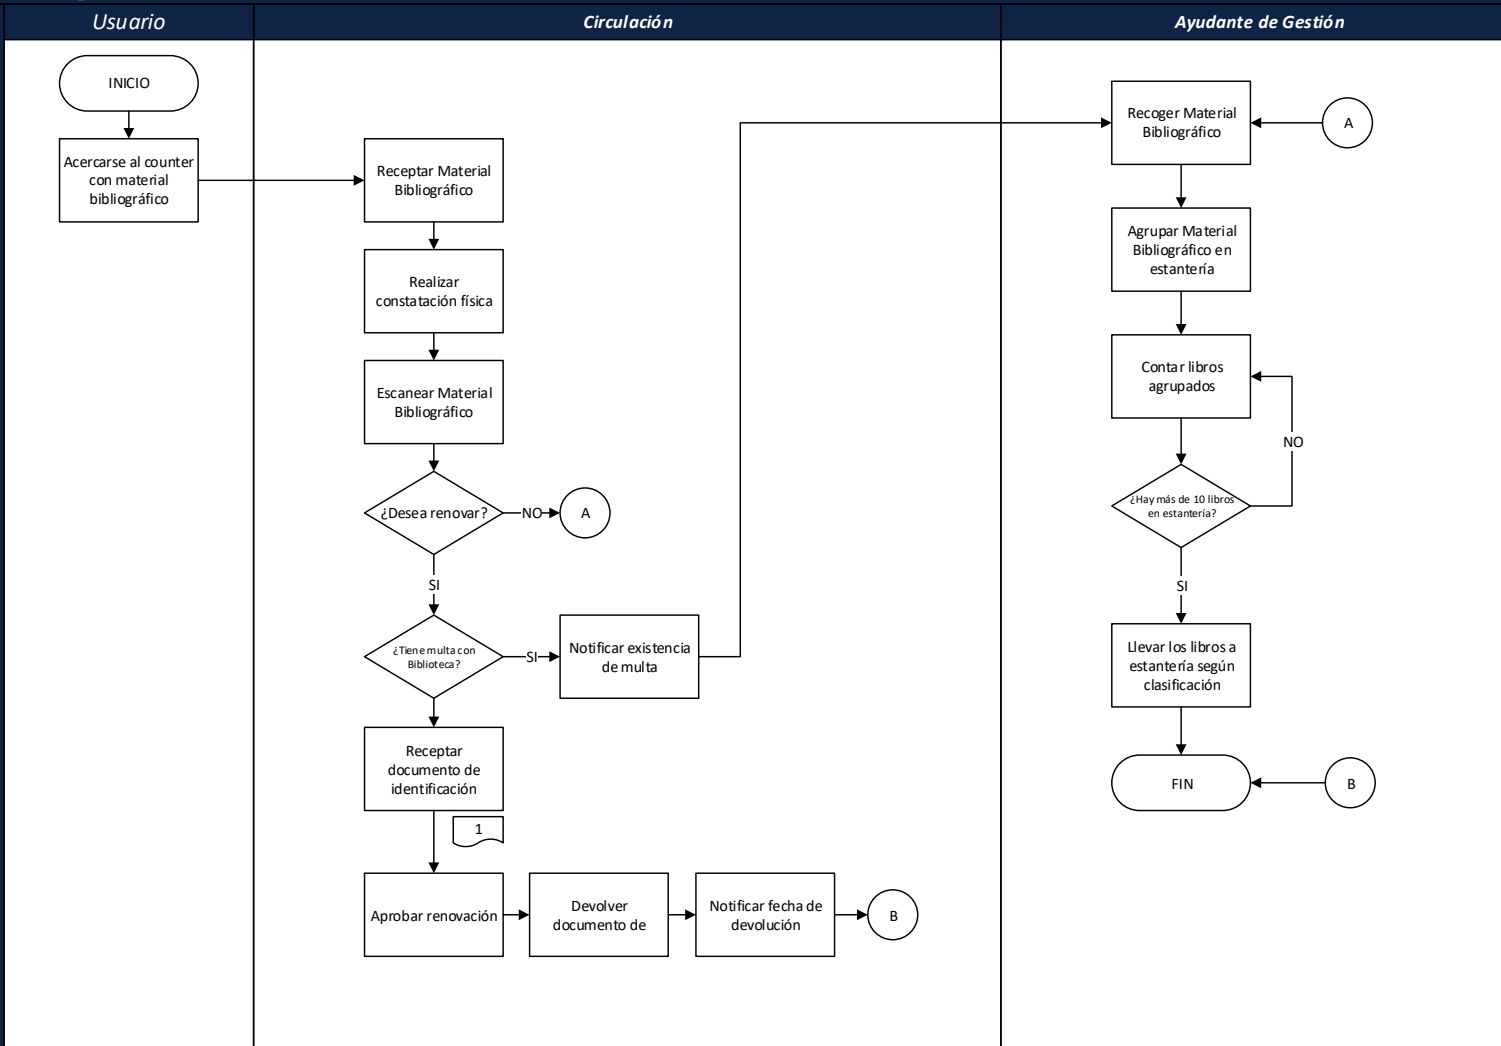 Usuario
Circulación
Ayudante de Gestión
INICIO
Acercarse al counter
con material
bibliográfico
Receptar Material
Bibliográfico
Realizar
constatación física
Escanear Material
Bibliográfico
¿Desea renovar?
NO
A
SI
¿Tiene multa con
Biblioteca?
SI
Notificar existencia
de multa
Receptar
documento de
identificación
1
Aprobar renovación
Devolver
documento de
Notificar fecha de
devolución
B
Recoger Material
Bibliográfico
A
Agrupar Material
Bibliográfico en
estantería
Contar libros
agrupados
NO
¿Hay más de 10 libros
en estantería?
SI
Llevar los libros a
estantería según
clasificación
FIN
B